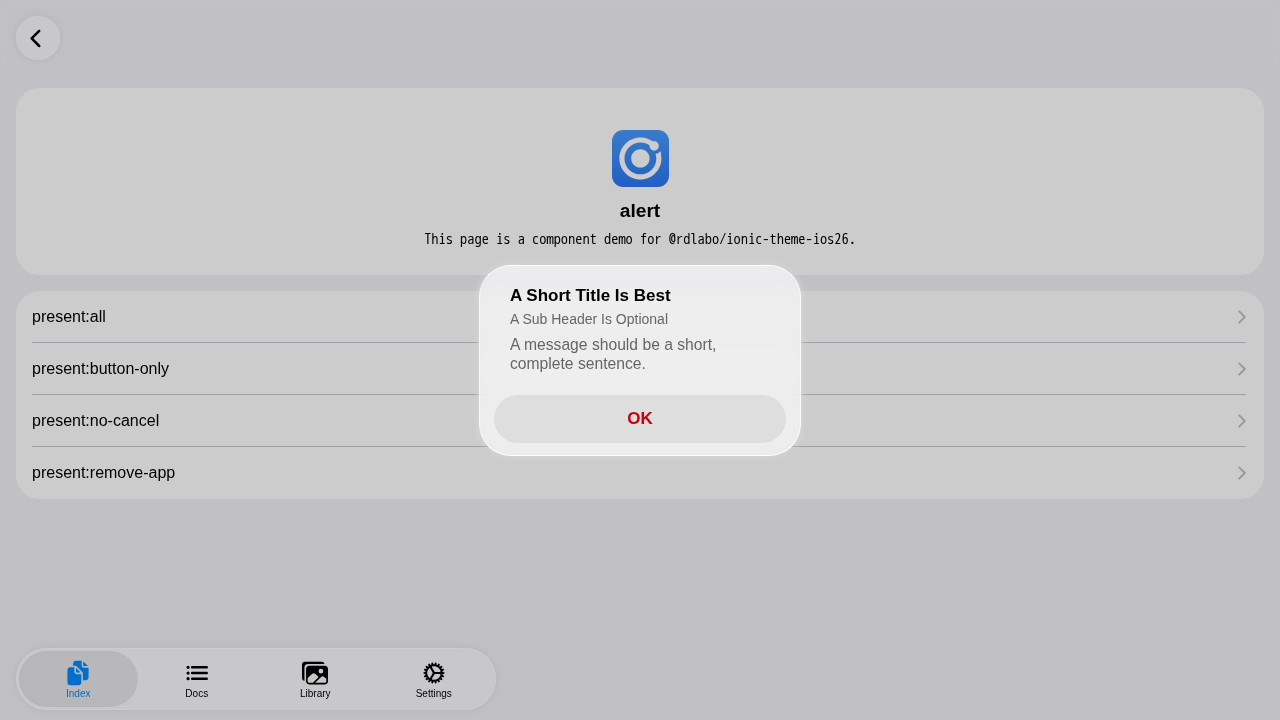 alert
This page is a component demo for @rdlabo/ionic-theme-ios26.
A Short Title Is Best
A Sub Header Is Optional
A message should be a short,
complete sentence.
OK
present:all
present:button-only
present:no-cancel
present:remove-app
Index
Docs
Library
Settings